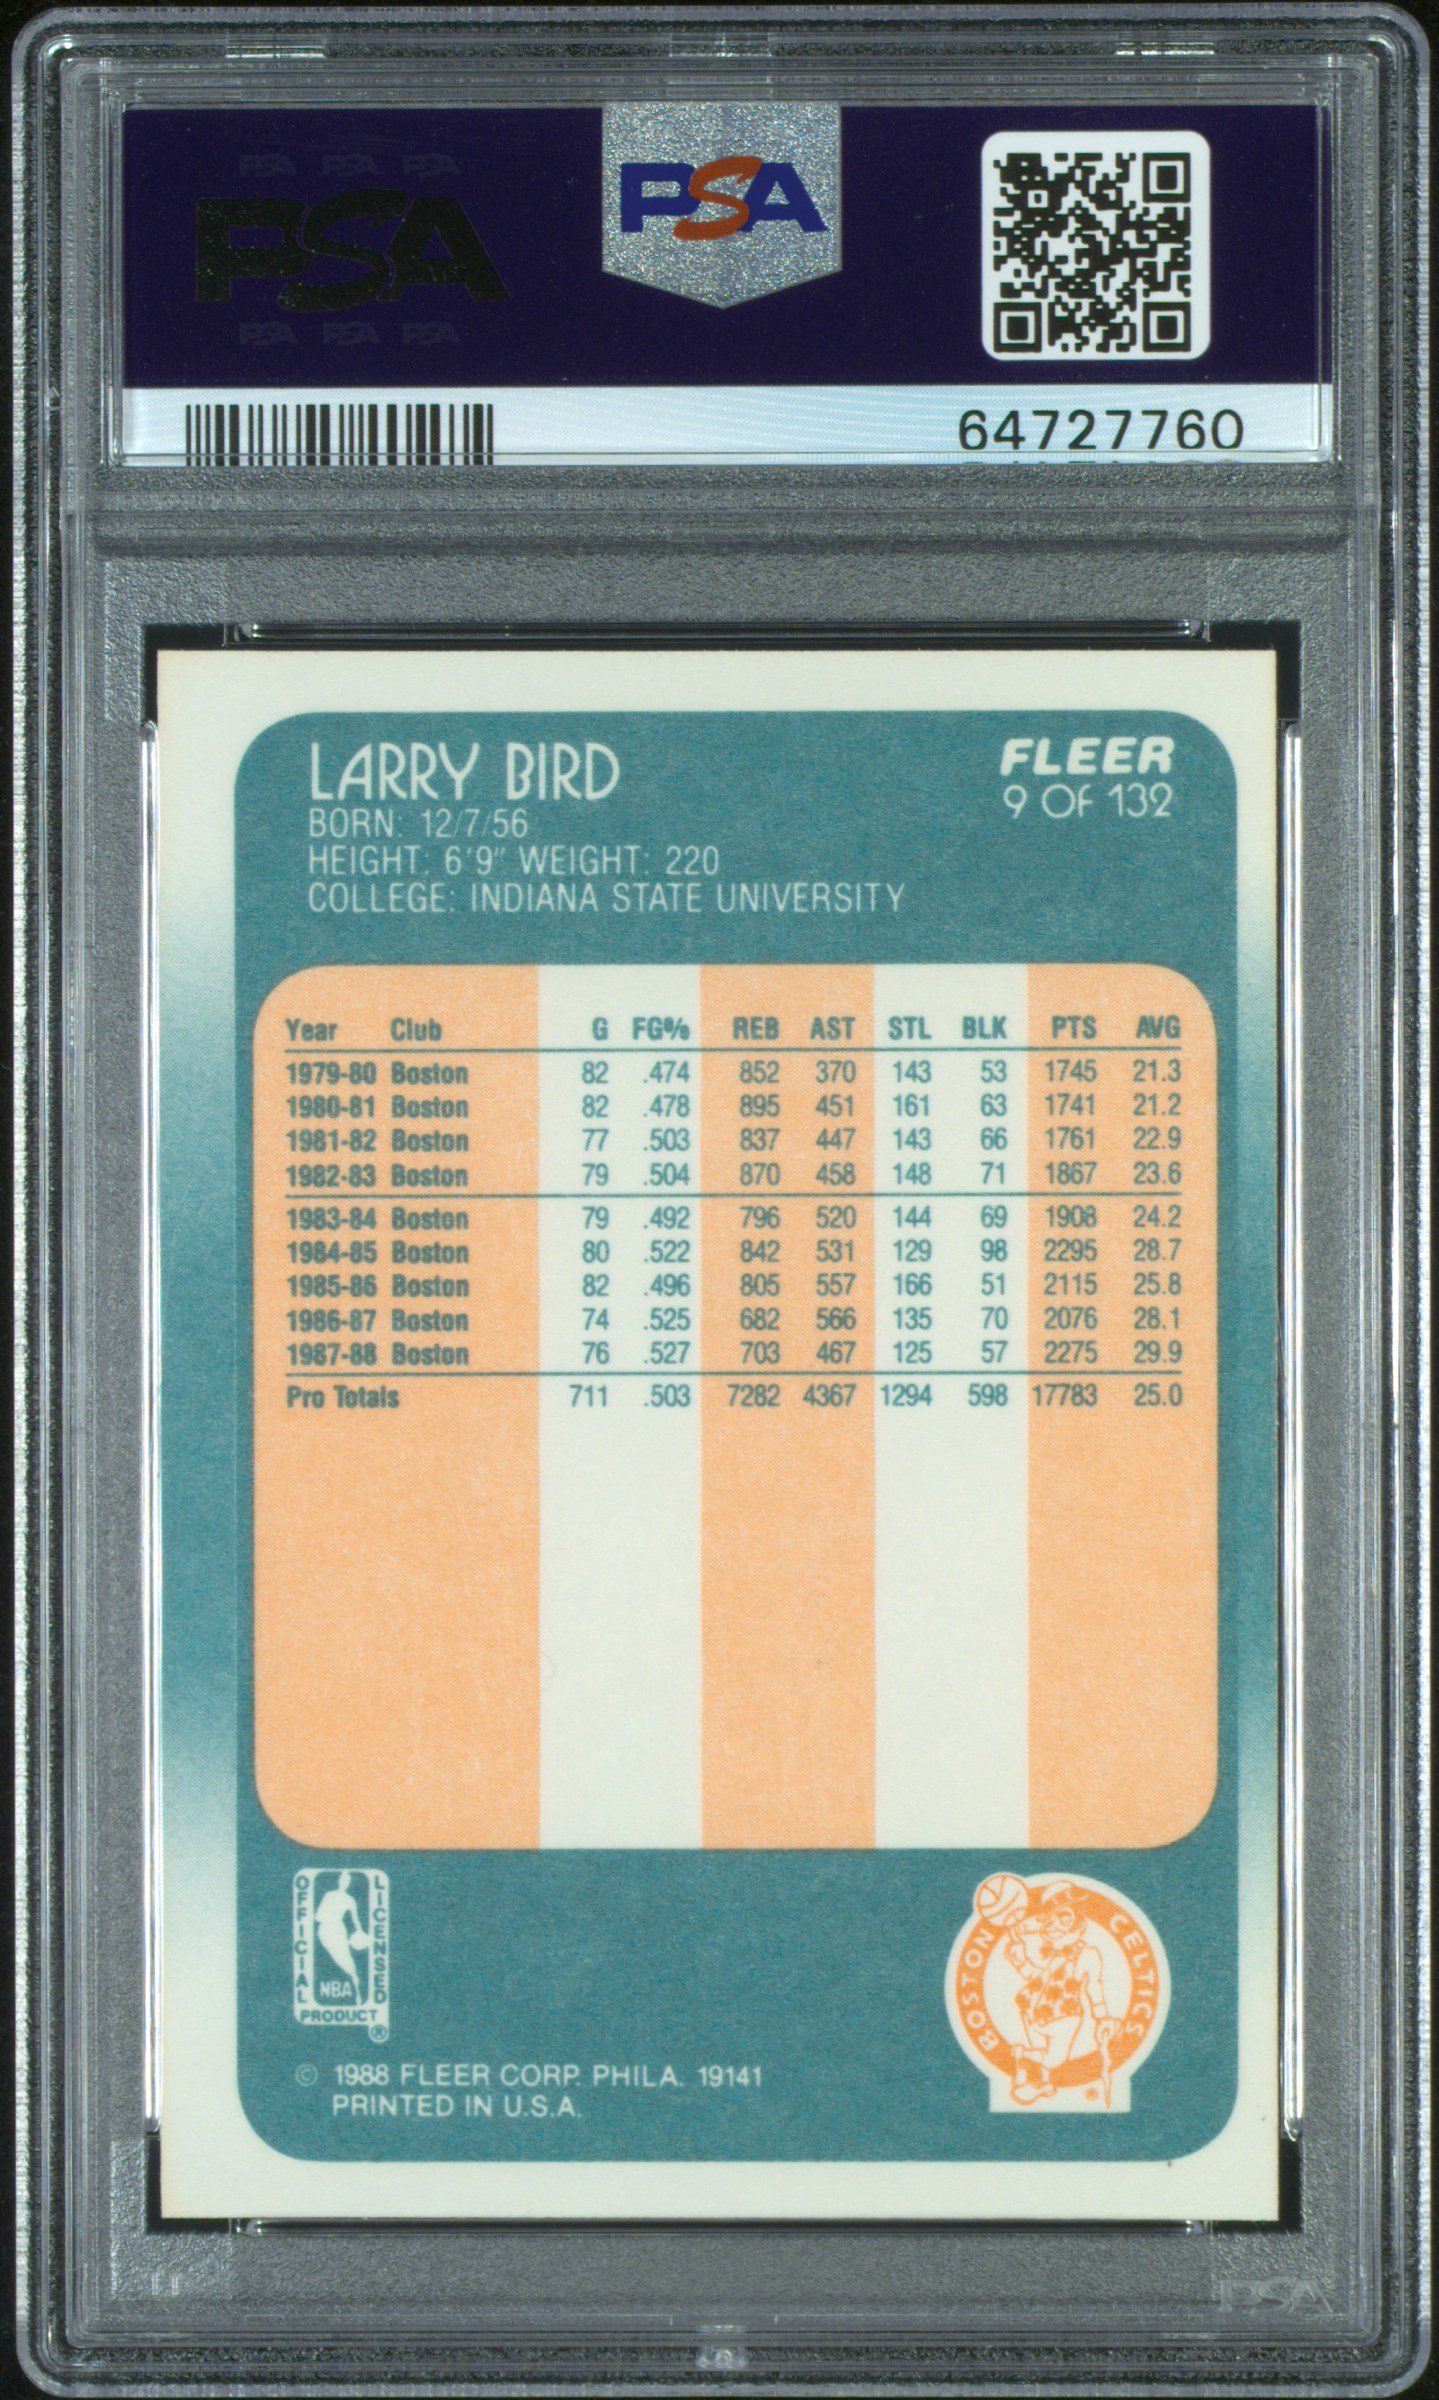 PSA PSA PSA
PSA
PSA PSA PSA
PSA
64727760
LARRY BIRD
BORN: 12/7/56
HEIGHT: 6'9" WEIGHT: 220
COLLEGE: INDIANA STATE UNIVERSITY
FLEER
9 OF 132
Year Club G FG% REB AST STL BLK PTS AVG
1979-80 Boston 82 .474 852 370 143 53 1745 21.3
1980-81 Boston 82 .478 895 451 161 63 1741 21.2
1981-82 Boston 77 .503 837 447 143 66 1761 22.9
1982-83 Boston 79 .504 870 458 148 71 1867 23.6
1983-84 Boston 79 .492 796 520 144 69 1908 24.2
1984-85 Boston 80 .522 842 531 129 98 2295 28.7
1985-86 Boston 82 .496 805 557 166 51 2115 25.8
1986-87 Boston 74 .525 682 566 135 70 2076 28.1
1987-88 Boston 76 .527 703 467 125 57 2275 29.9
Pro Totals 711 .503 7282 4367 1294 598 17783 25.0
OFFICIAL LICENSED
NBA
PRODUCT ®
BOSTON CELTICS
®
© 1988 FLEER CORP. PHILA. 19141
PRINTED IN U.S.A.
PSA